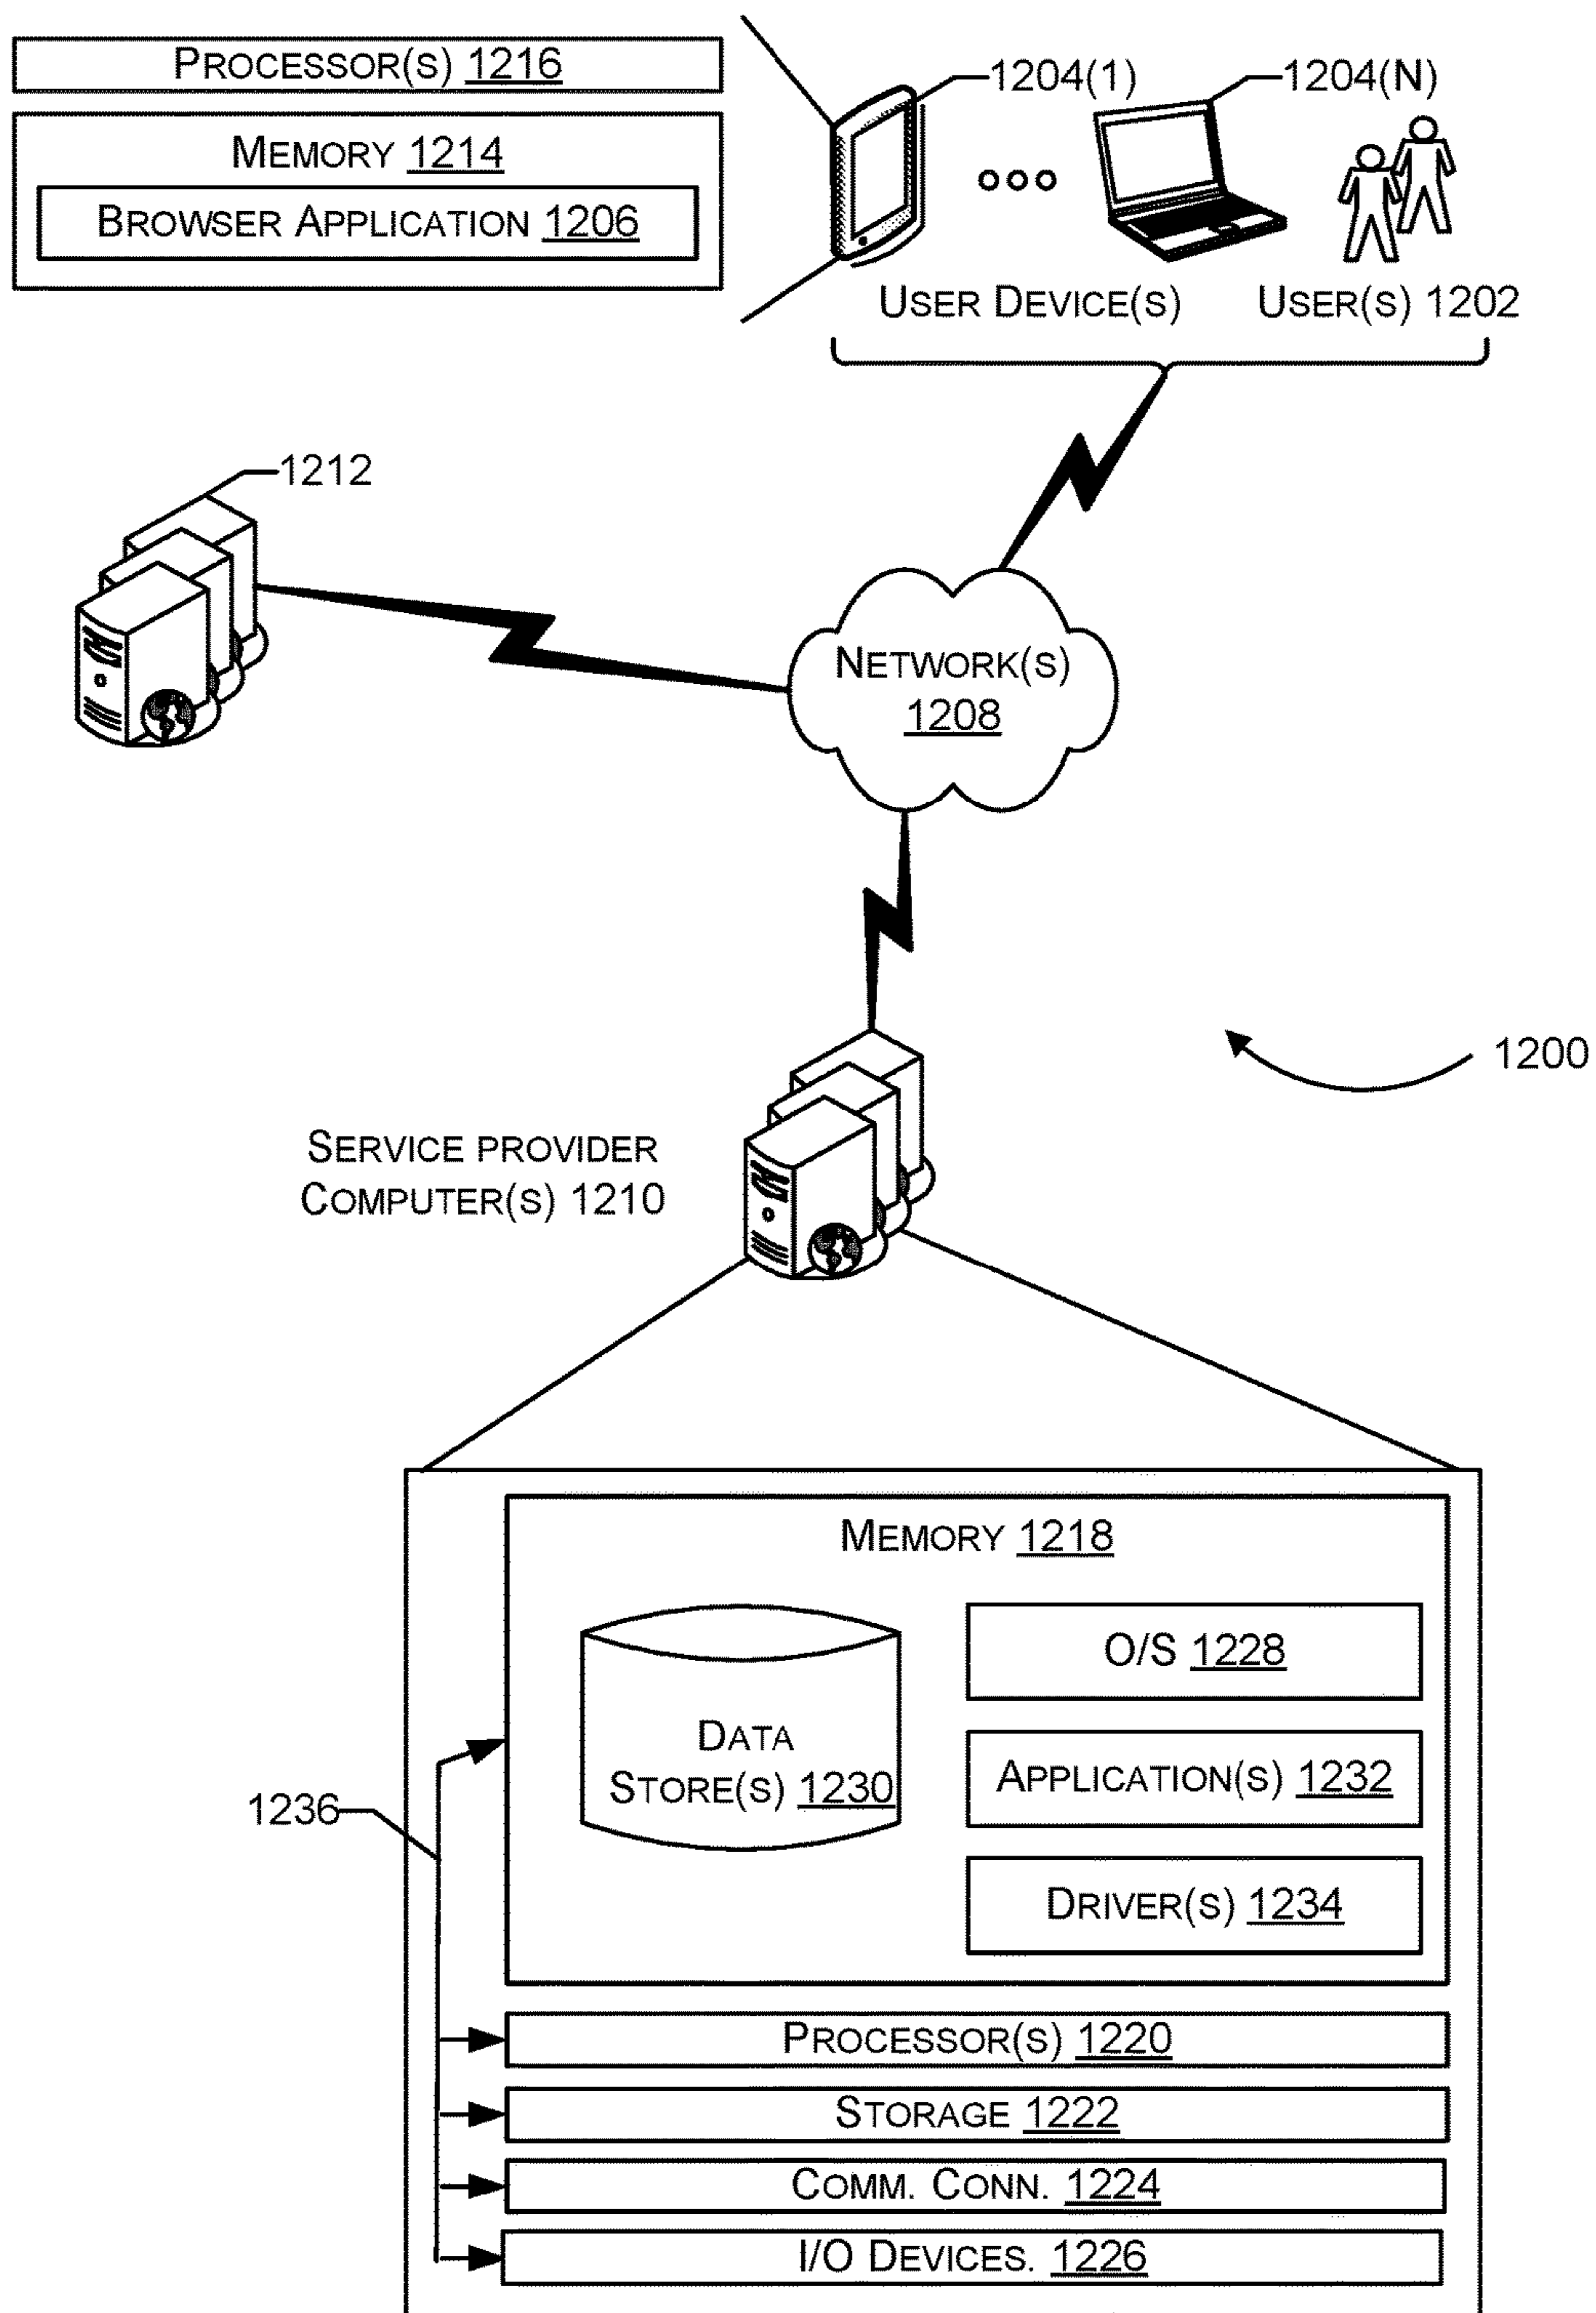 PROCESSOR(S) 1216
MEMORY 1214
BROWSER APPLICATION 1206
1204(1)
1204(N)
USER DEVICE(S)
USER(S) 1202
1212
NETWORK(S)
1208
1200
SERVICE PROVIDER
COMPUTER(S) 1210
MEMORY 1218
DATA
STORE(S) 1230
O/S 1228
APPLICATION(S) 1232
DRIVER(S) 1234
1236
PROCESSOR(S) 1220
STORAGE 1222
COMM. CONN. 1224
I/O DEVICES. 1226